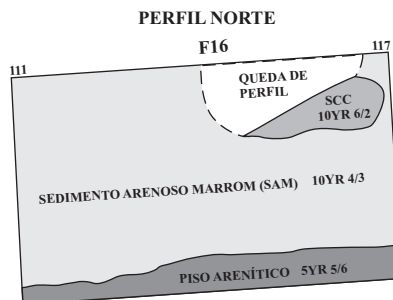 PERFIL NORTE
F16
111
117
QUEDA DE
PERFIL
SCC
10YR 6/2
SEDIMENTO ARENOSO MARROM (SAM) 10YR 4/3
PISO ARENÍTICO 5YR 5/6